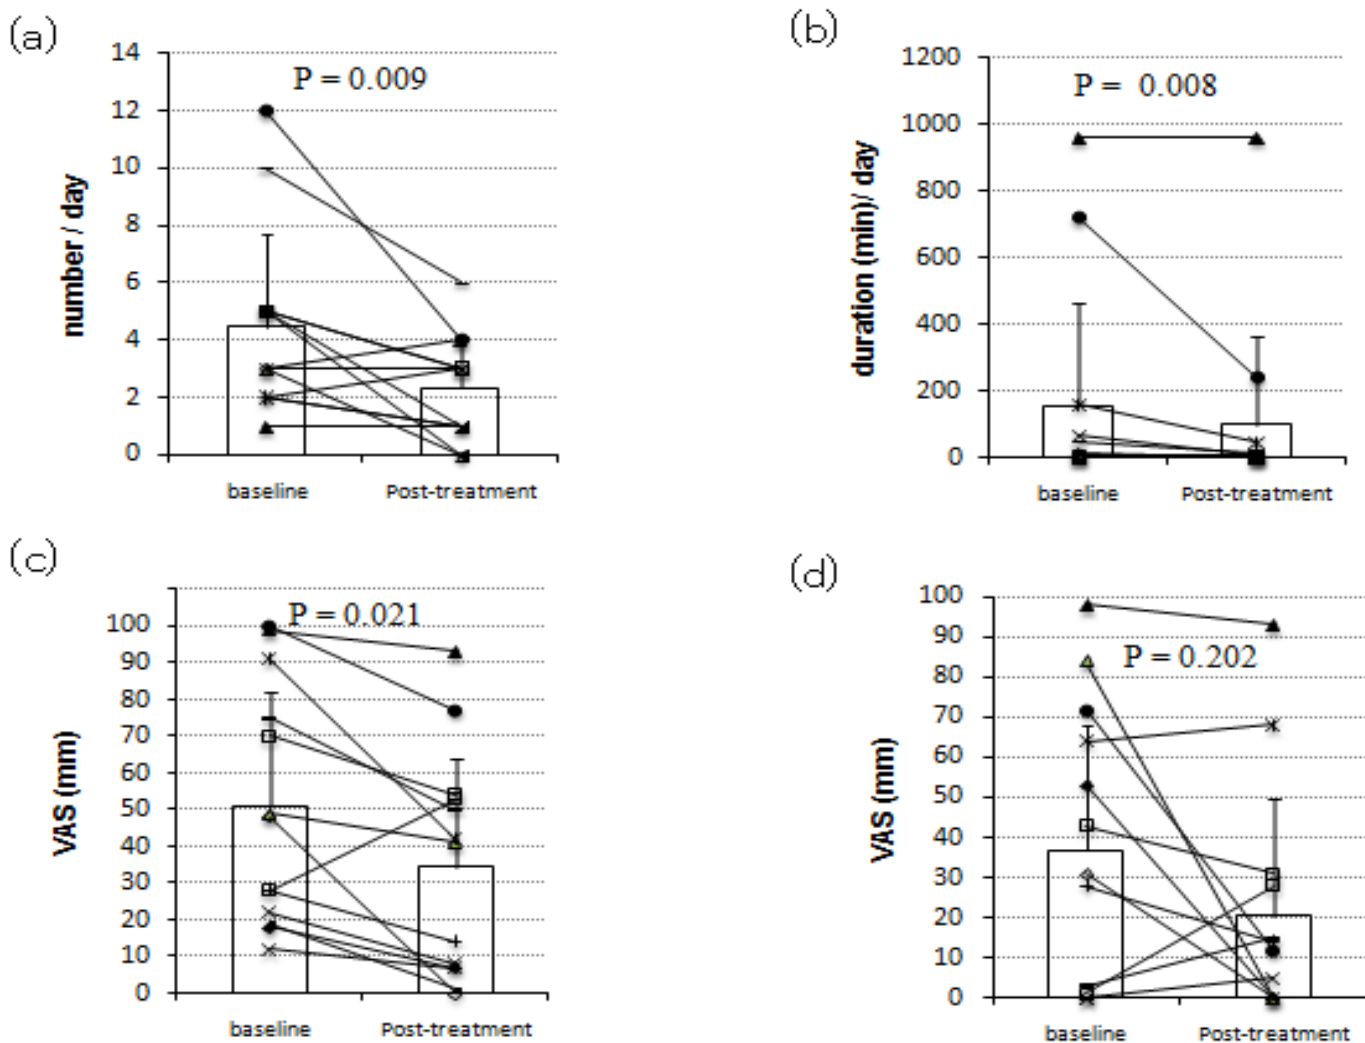 (a)
14
12
10
8
6
4
2
0
number / day
P = 0.009
baseline
Post-treatment
(b)
1200
1000
800
600
400
200
0
duration (min)/ day
P = 0.008
baseline
Post-treatment
(c)
100
90
80
70
60
50
40
30
20
10
0
VAS (mm)
P = 0.021
baseline
Post-treatment
(d)
100
90
80
70
60
50
40
30
20
10
0
VAS (mm)
P = 0.202
baseline
Post-treatment